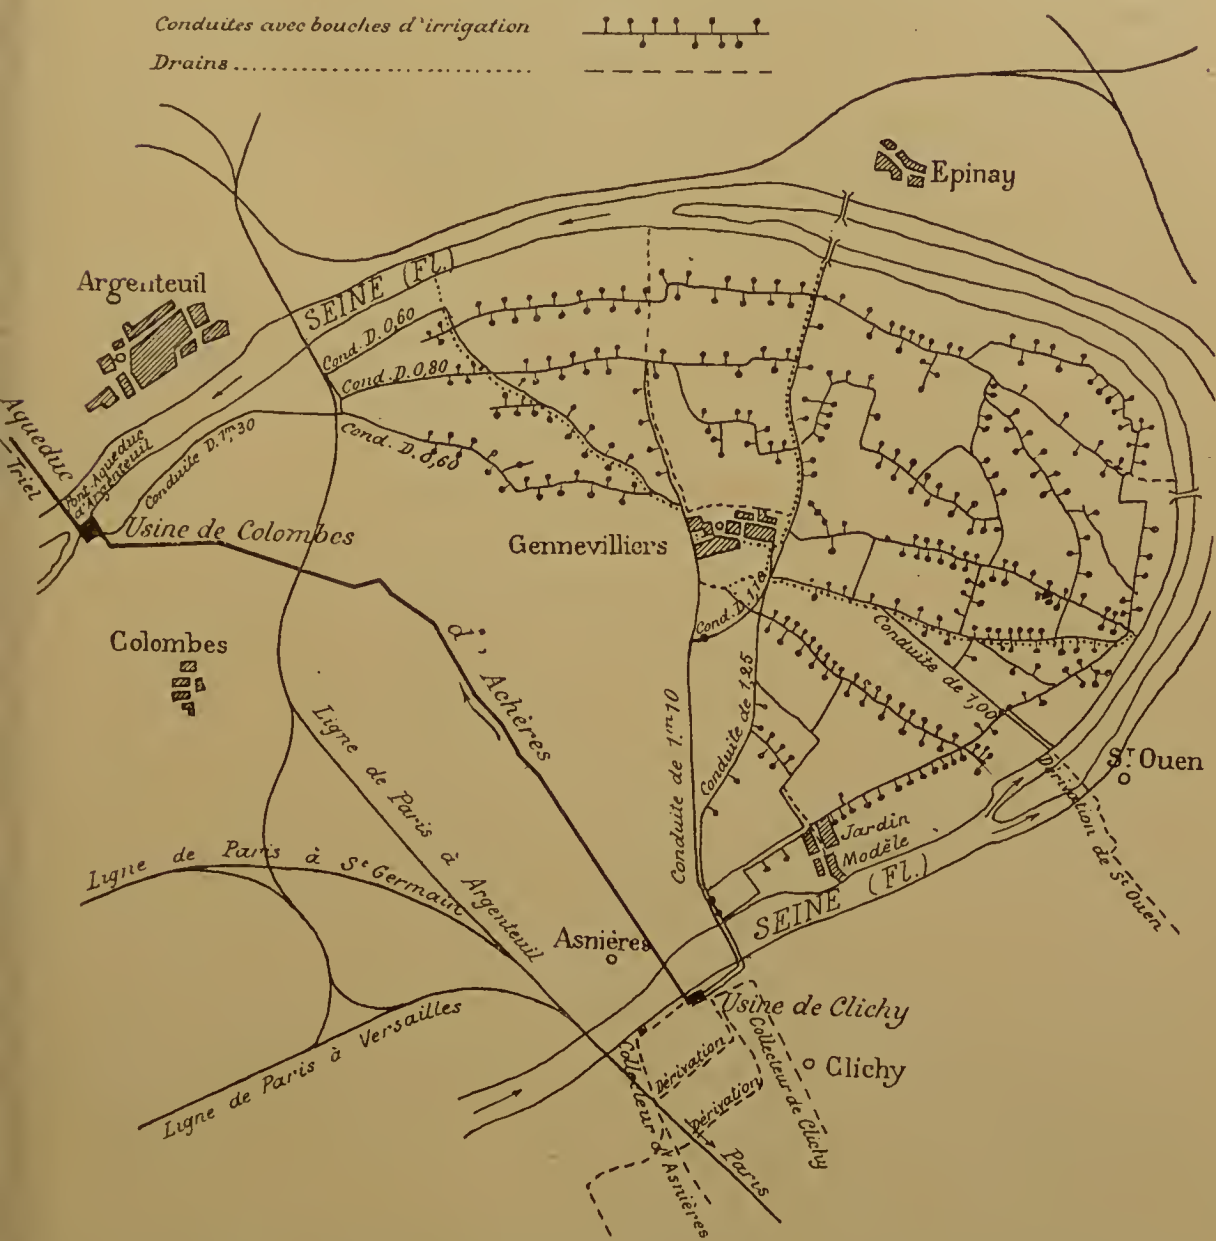 Conduites avec bouches d'irrigation
Drains
Epinay
Argenteuil
SEINE (Fl.)
Cond. D. 0,60
Cond. D. 0,80
Cond. D. 0,60
Conduite D. 1m30
Aqueduc
Triel
Pont-Aqueduc
d'Argenteuil
Usine de Colombes
Gennevilliers
Cond. D. 1,10
Colombes
d', Achères
Conduite de 1m10
Conduite de 1,25
Conduite de 1,00
St Ouen
Dérivation de St Ouen
Jardin
Modèle
SEINE (Fl.)
Ligne de Paris à Argenteuil
Ligne de Paris à St Germain
Asnières
Usine de Clichy
Ligne de Paris à Versailles
Collecteur d'Asnières
Dérivation
Dérivation
Collecteur de Clichy
Clichy
Paris